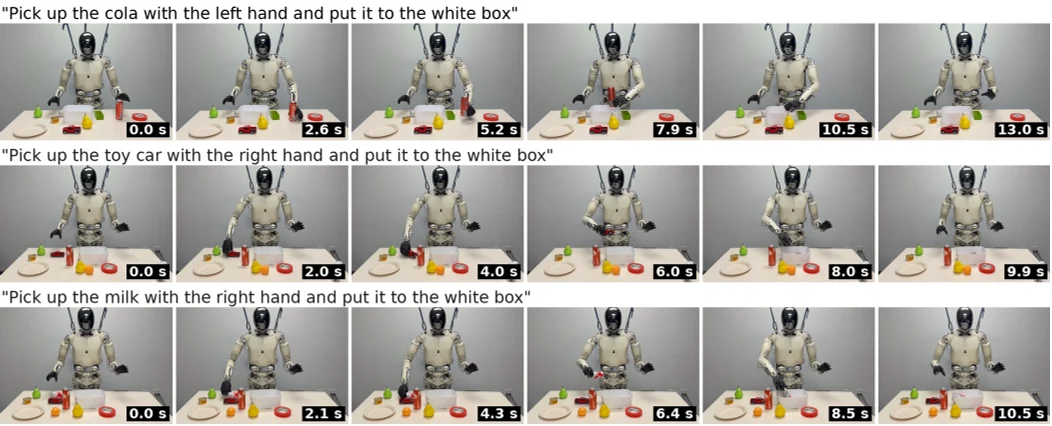 "Pick up the cola with the left hand and put it to the white box"
0.0 s 2.6 s 5.2 s 7.9 s 10.5 s 13.0 s
"Pick up the toy car with the right hand and put it to the white box"
0.0 s 2.0 s 4.0 s 6.0 s 8.0 s 9.9 s
"Pick up the milk with the right hand and put it to the white box"
0.0 s 2.1 s 4.3 s 6.4 s 8.5 s 10.5 s